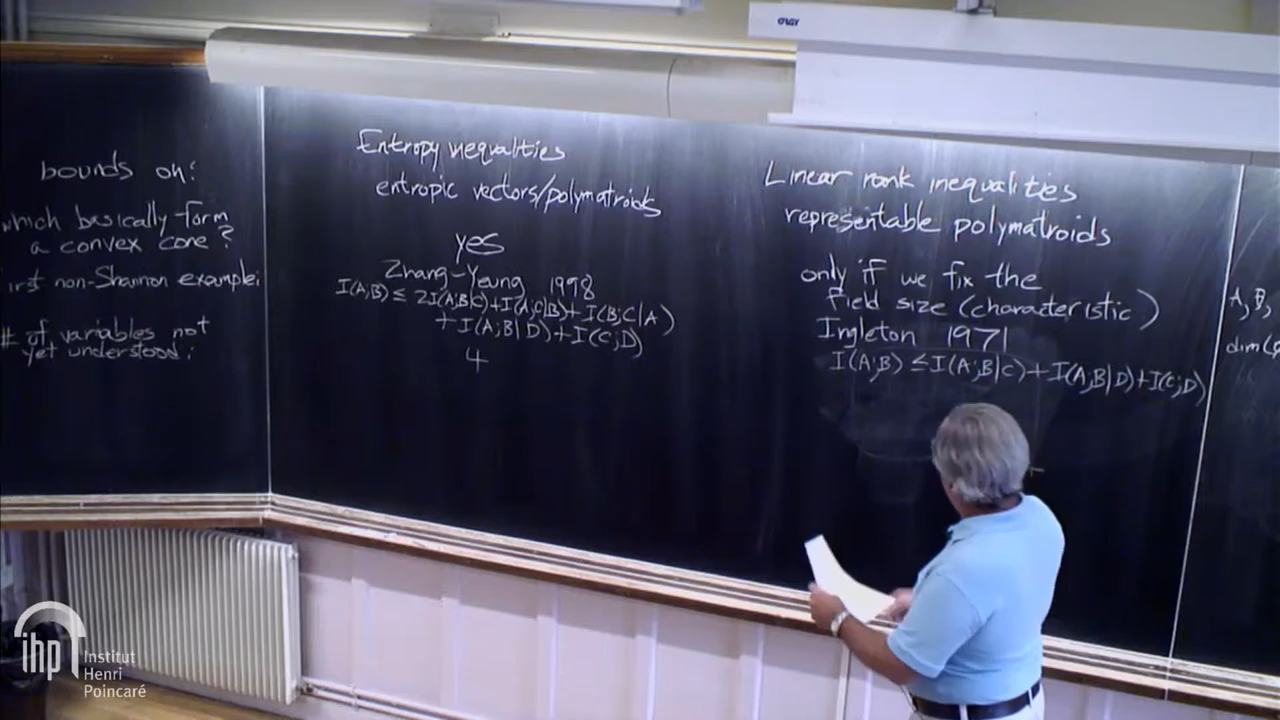 bounds on:
which basically form
a convex cone?
irst non-Shannon example:
# of variables not
yet understood:
Entropy inequalities
entropic vectors/polymatroids
yes
Zhang-Yeung 1998
I(A;B) ≤ 2I(A;B|C)+I(A;C|B)+I(B;C|A)
+I(A;B|D)+I(C;D)
4
Linear rank inequalities
representable polymatroids
only if we fix the
field size (characteristic)
Ingleton 1971
I(A;B) ≤ I(A;B|C)+I(A;B|D)+I(C;D)
A, B,
dim(
ihp
Institut
Henri
Poincaré